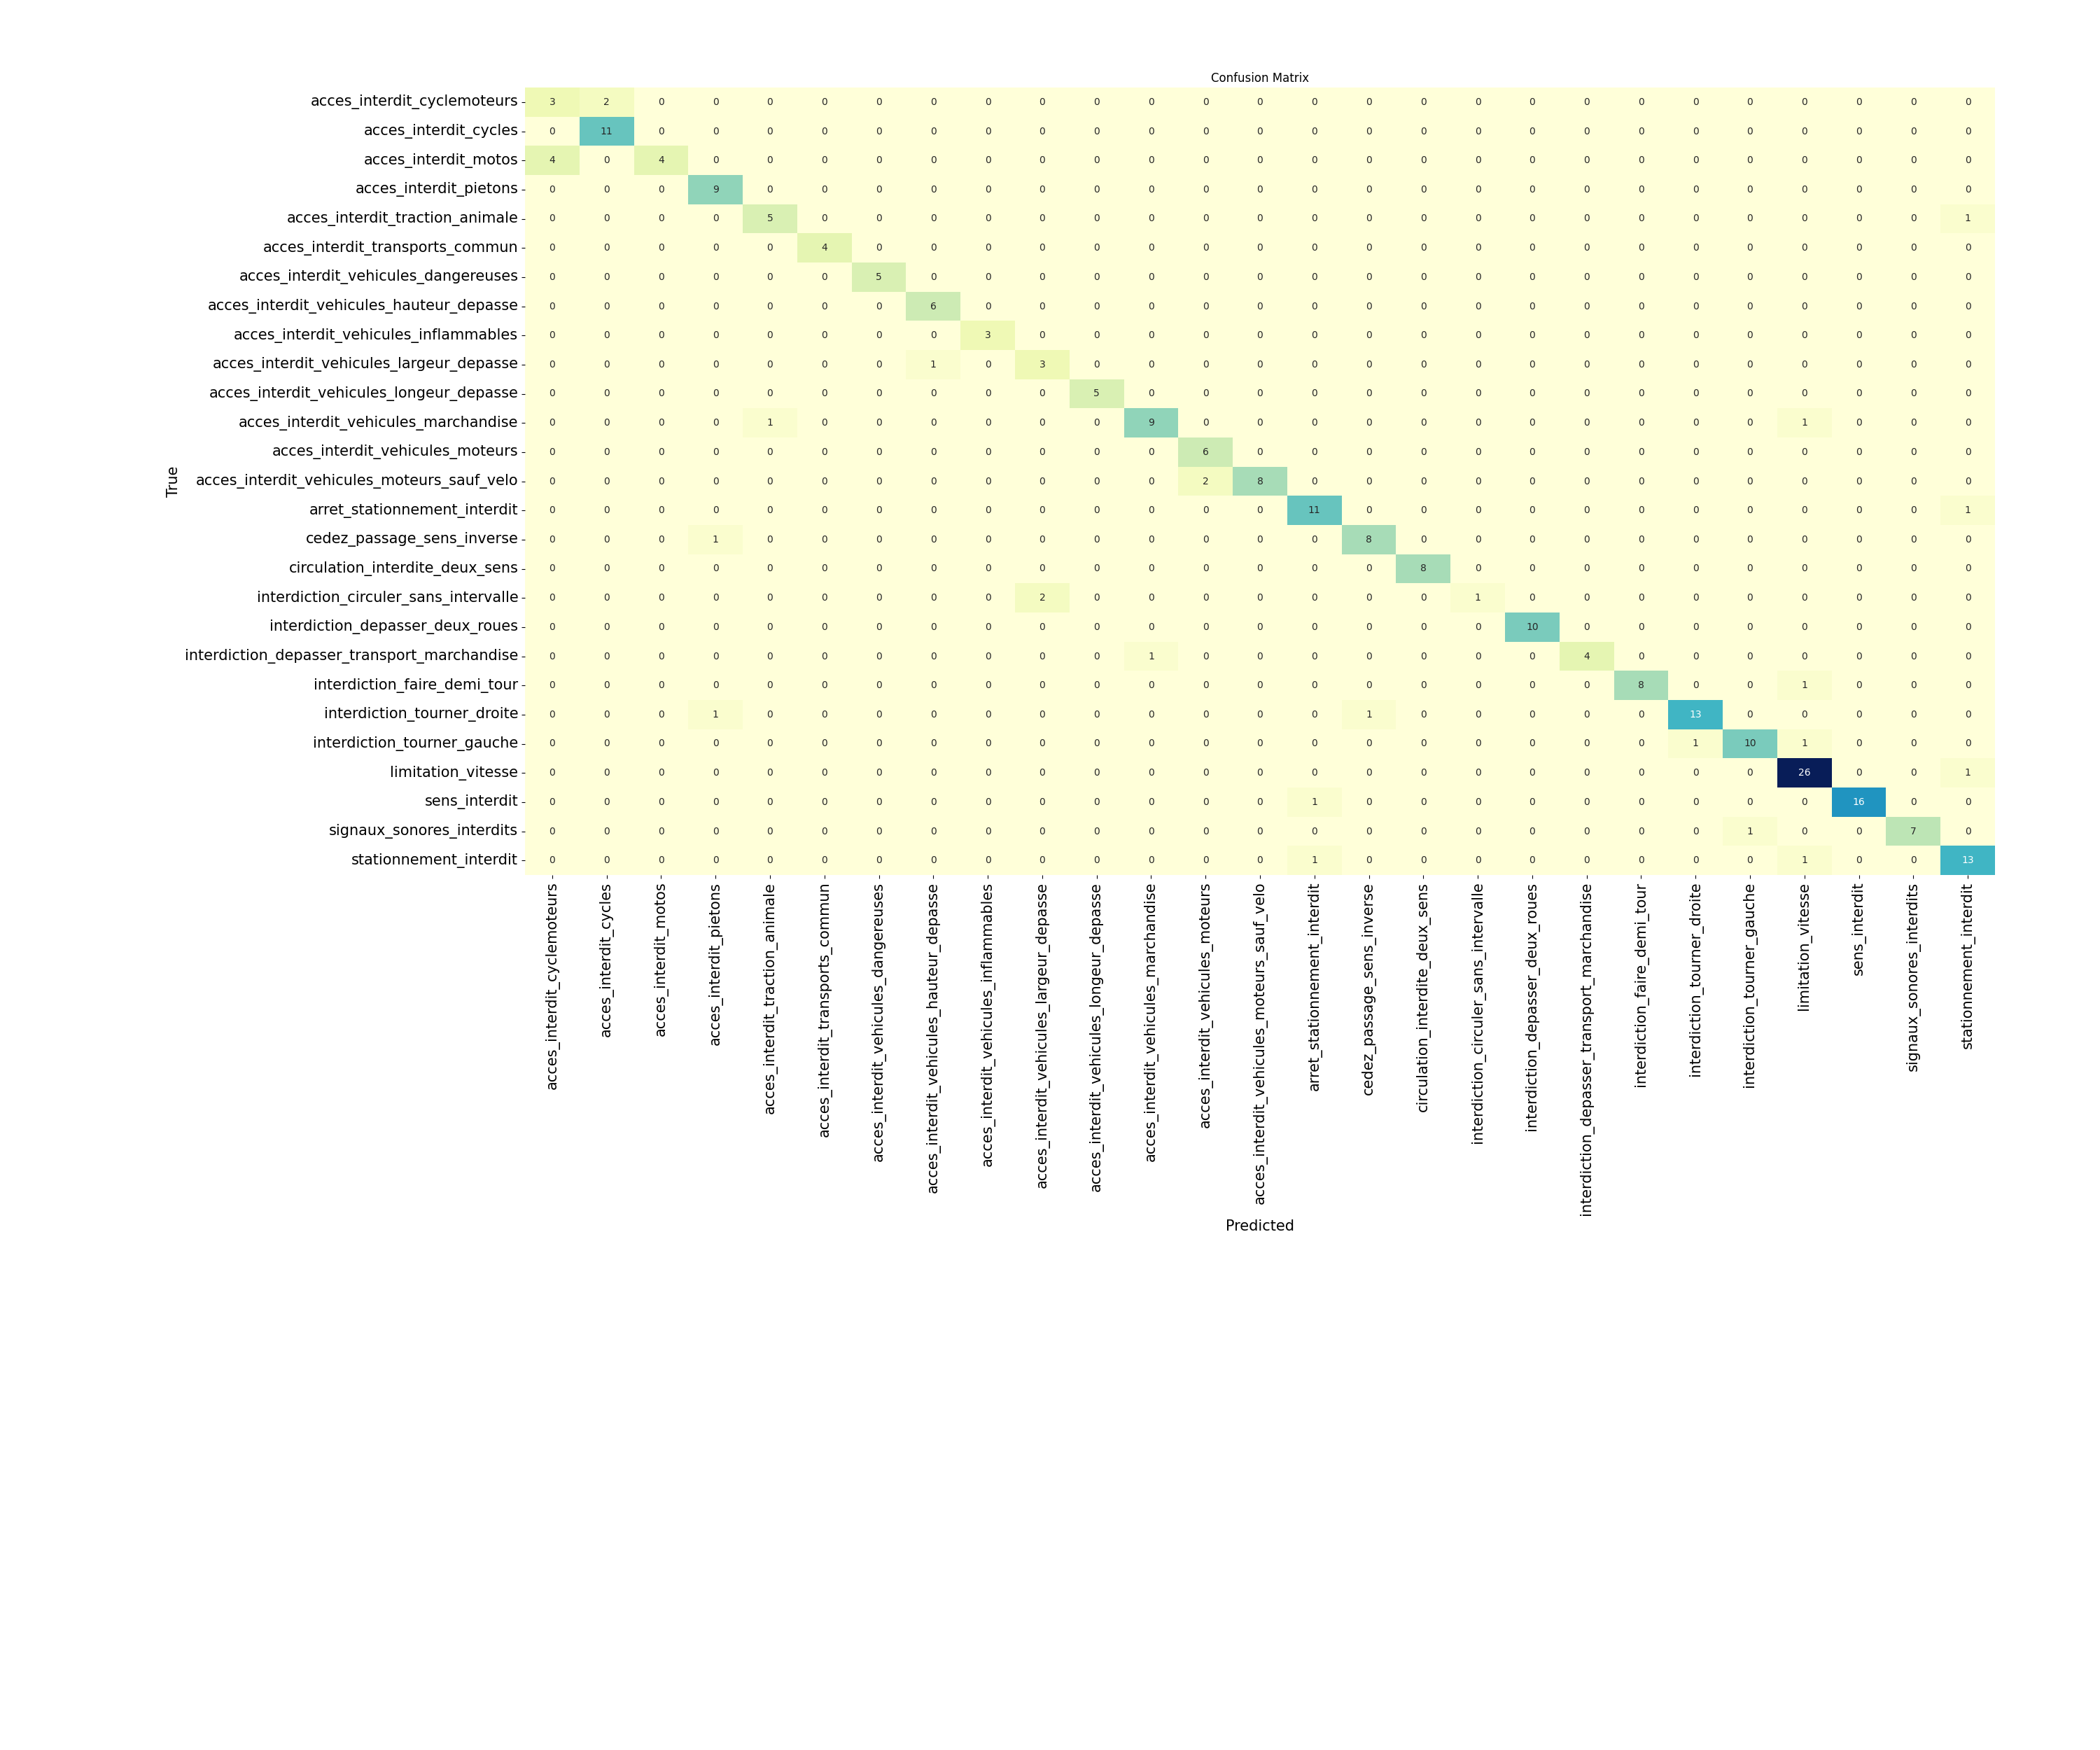 Confusion Matrix
acces_interdit_cyclemoteurs 3 2 0 0 0 0 0 0 0 0 0 0 0 0 0 0 0 0 0 0 0 0 0 0 0 0 0
acces_interdit_cycles 0 11 0 0 0 0 0 0 0 0 0 0 0 0 0 0 0 0 0 0 0 0 0 0 0 0 0
acces_interdit_motos 4 0 4 0 0 0 0 0 0 0 0 0 0 0 0 0 0 0 0 0 0 0 0 0 0 0 0
acces_interdit_pietons 0 0 0 9 0 0 0 0 0 0 0 0 0 0 0 0 0 0 0 0 0 0 0 0 0 0 0
acces_interdit_traction_animale 0 0 0 0 5 0 0 0 0 0 0 0 0 0 0 0 0 0 0 0 0 0 0 0 0 0 1
acces_interdit_transports_commun 0 0 0 0 0 4 0 0 0 0 0 0 0 0 0 0 0 0 0 0 0 0 0 0 0 0 0
acces_interdit_vehicules_dangereuses 0 0 0 0 0 0 5 0 0 0 0 0 0 0 0 0 0 0 0 0 0 0 0 0 0 0 0
acces_interdit_vehicules_hauteur_depasse 0 0 0 0 0 0 0 6 0 0 0 0 0 0 0 0 0 0 0 0 0 0 0 0 0 0 0
acces_interdit_vehicules_inflammables 0 0 0 0 0 0 0 0 3 0 0 0 0 0 0 0 0 0 0 0 0 0 0 0 0 0 0
acces_interdit_vehicules_largeur_depasse 0 0 0 0 0 0 0 1 0 3 0 0 0 0 0 0 0 0 0 0 0 0 0 0 0 0 0
acces_interdit_vehicules_longeur_depasse 0 0 0 0 0 0 0 0 0 0 5 0 0 0 0 0 0 0 0 0 0 0 0 0 0 0 0
acces_interdit_vehicules_marchandise 0 0 0 0 1 0 0 0 0 0 0 9 0 0 0 0 0 0 0 0 0 0 0 1 0 0 0
acces_interdit_vehicules_moteurs 0 0 0 0 0 0 0 0 0 0 0 0 6 0 0 0 0 0 0 0 0 0 0 0 0 0 0
acces_interdit_vehicules_moteurs_sauf_velo 0 0 0 0 0 0 0 0 0 0 0 0 2 8 0 0 0 0 0 0 0 0 0 0 0 0 0
arret_stationnement_interdit 0 0 0 0 0 0 0 0 0 0 0 0 0 0 11 0 0 0 0 0 0 0 0 0 0 0 1
cedez_passage_sens_inverse 0 0 0 1 0 0 0 0 0 0 0 0 0 0 0 8 0 0 0 0 0 0 0 0 0 0 0
circulation_interdite_deux_sens 0 0 0 0 0 0 0 0 0 0 0 0 0 0 0 0 8 0 0 0 0 0 0 0 0 0 0
interdiction_circuler_sans_intervalle 0 0 0 0 0 0 0 0 0 2 0 0 0 0 0 0 0 1 0 0 0 0 0 0 0 0 0
interdiction_depasser_deux_roues 0 0 0 0 0 0 0 0 0 0 0 0 0 0 0 0 0 0 10 0 0 0 0 0 0 0 0
interdiction_depasser_transport_marchandise 0 0 0 0 0 0 0 0 0 0 0 1 0 0 0 0 0 0 0 4 0 0 0 0 0 0 0
interdiction_faire_demi_tour 0 0 0 0 0 0 0 0 0 0 0 0 0 0 0 0 0 0 0 0 8 0 0 1 0 0 0
interdiction_tourner_droite 0 0 0 1 0 0 0 0 0 0 0 0 0 0 0 1 0 0 0 0 0 13 0 0 0 0 0
interdiction_tourner_gauche 0 0 0 0 0 0 0 0 0 0 0 0 0 0 0 0 0 0 0 0 0 1 10 1 0 0 0
limitation_vitesse 0 0 0 0 0 0 0 0 0 0 0 0 0 0 0 0 0 0 0 0 0 0 0 26 0 0 1
sens_interdit 0 0 0 0 0 0 0 0 0 0 0 0 0 0 1 0 0 0 0 0 0 0 0 0 16 0 0
signaux_sonores_interdits 0 0 0 0 0 0 0 0 0 0 0 0 0 0 0 0 0 0 0 0 0 0 1 0 0 7 0
stationnement_interdit 0 0 0 0 0 0 0 0 0 0 0 0 0 0 1 0 0 0 0 0 0 0 0 1 0 0 13
True
acces_interdit_cyclemoteurs
acces_interdit_cycles
acces_interdit_motos
acces_interdit_pietons
acces_interdit_traction_animale
acces_interdit_transports_commun
acces_interdit_vehicules_dangereuses
acces_interdit_vehicules_hauteur_depasse
acces_interdit_vehicules_inflammables
acces_interdit_vehicules_largeur_depasse
acces_interdit_vehicules_longeur_depasse
acces_interdit_vehicules_marchandise
acces_interdit_vehicules_moteurs
acces_interdit_vehicules_moteurs_sauf_velo
arret_stationnement_interdit
cedez_passage_sens_inverse
circulation_interdite_deux_sens
interdiction_circuler_sans_intervalle
interdiction_depasser_deux_roues
interdiction_depasser_transport_marchandise
interdiction_faire_demi_tour
interdiction_tourner_droite
interdiction_tourner_gauche
limitation_vitesse
sens_interdit
signaux_sonores_interdits
stationnement_interdit
Predicted